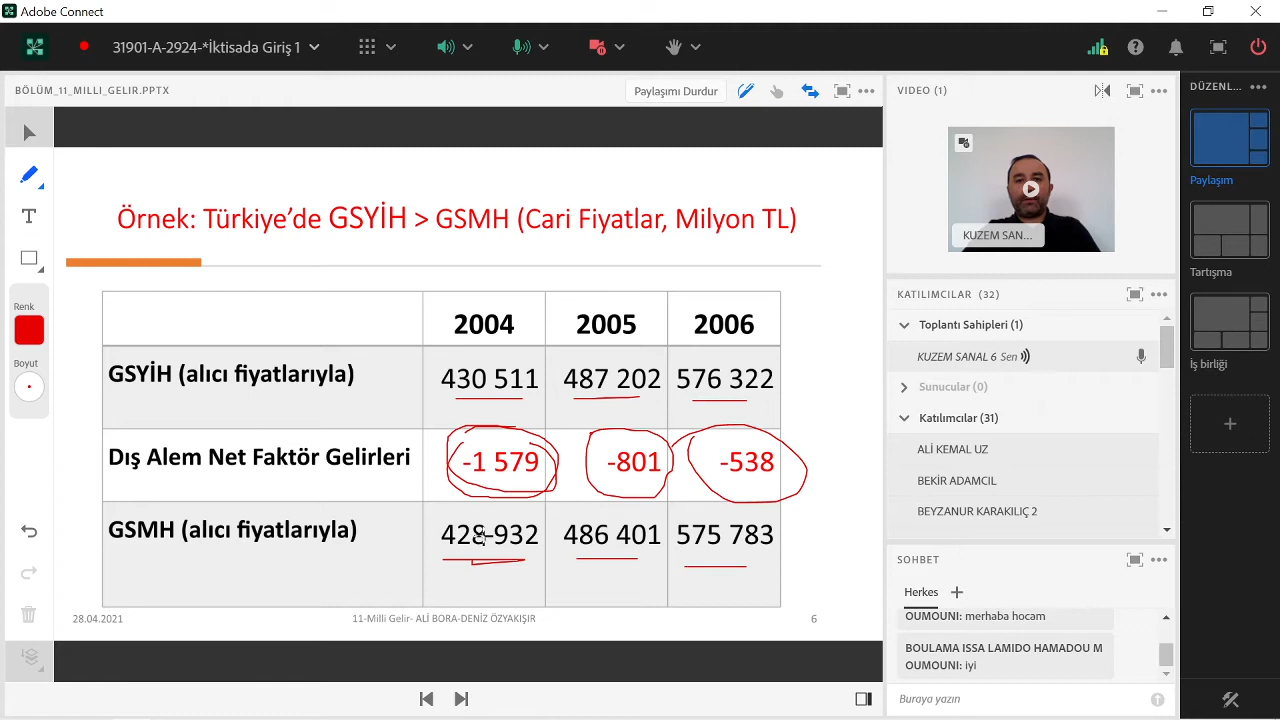 Adobe Connect
31901-A-2924-*İktisada Giriş 1
BÖLÜM_11_MILLI_GELIR.PPTX
Paylaşımı Durdur
Renk
Boyut
Örnek: Türkiye’de GSYİH > GSMH (Cari Fiyatlar, Milyon TL)
2004 2005 2006
GSYİH (alıcı fiyatlarıyla) 430 511 487 202 576 322
Dış Alem Net Faktör Gelirleri -1 579 -801 -538
GSMH (alıcı fiyatlarıyla) 428 932 486 401 575 783
28.04.2021 11-Milli Gelir- ALİ BORA-DENİZ ÖZYAKIŞIR 6
VIDEO (1)
KUZEM SAN...
KATILIMCILAR (32)
Toplantı Sahipleri (1)
KUZEM SANAL 6 Sen
Sunucular (0)
Katılımcılar (31)
ALİ KEMAL UZ
BEKİR ADAMCIL
BEYZANUR KARAKILIÇ 2
SOHBET
Herkes
OUMOUNI: merhaba hocam
BOULAMA ISSA LAMIDO HAMADOU M
OUMOUNI: iyi
Buraya yazın
DÜZENL...
Paylaşım
Tartışma
İş birliği